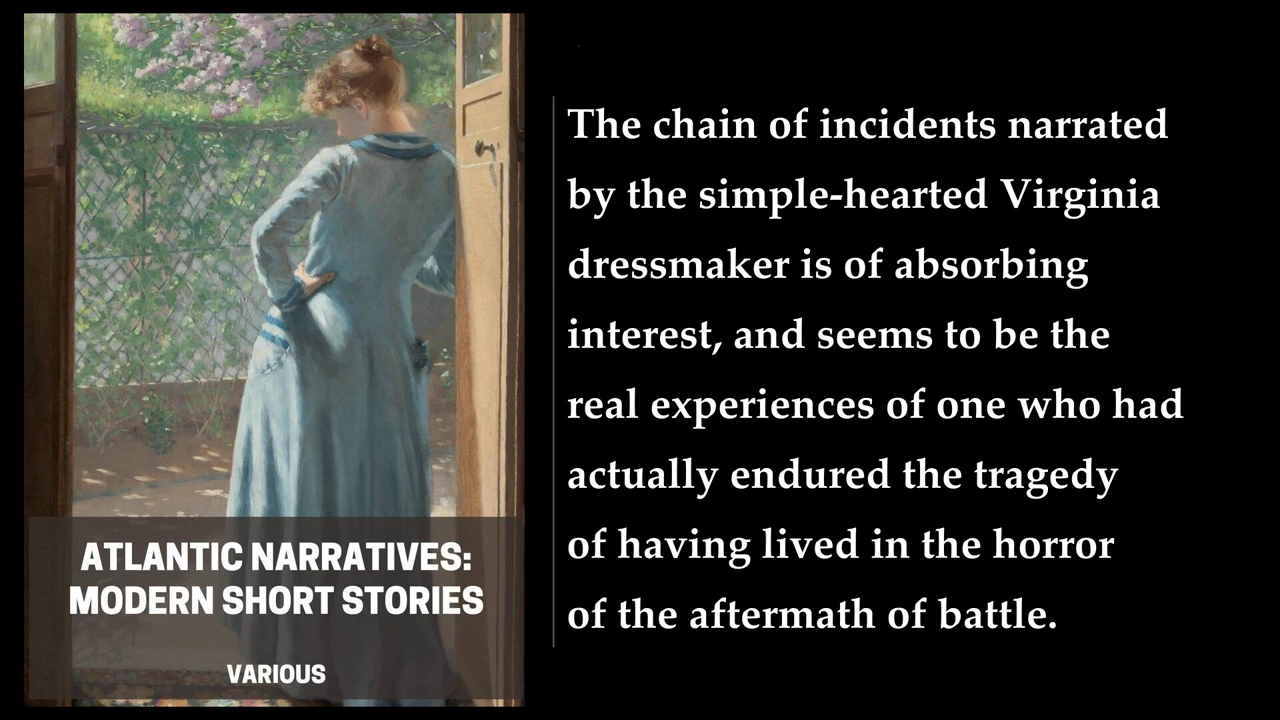 ATLANTIC NARRATIVES:
MODERN SHORT STORIES
VARIOUS
The chain of incidents narrated
by the simple-hearted Virginia
dressmaker is of absorbing
interest, and seems to be the
real experiences of one who had
actually endured the tragedy
of having lived in the horror
of the aftermath of battle.